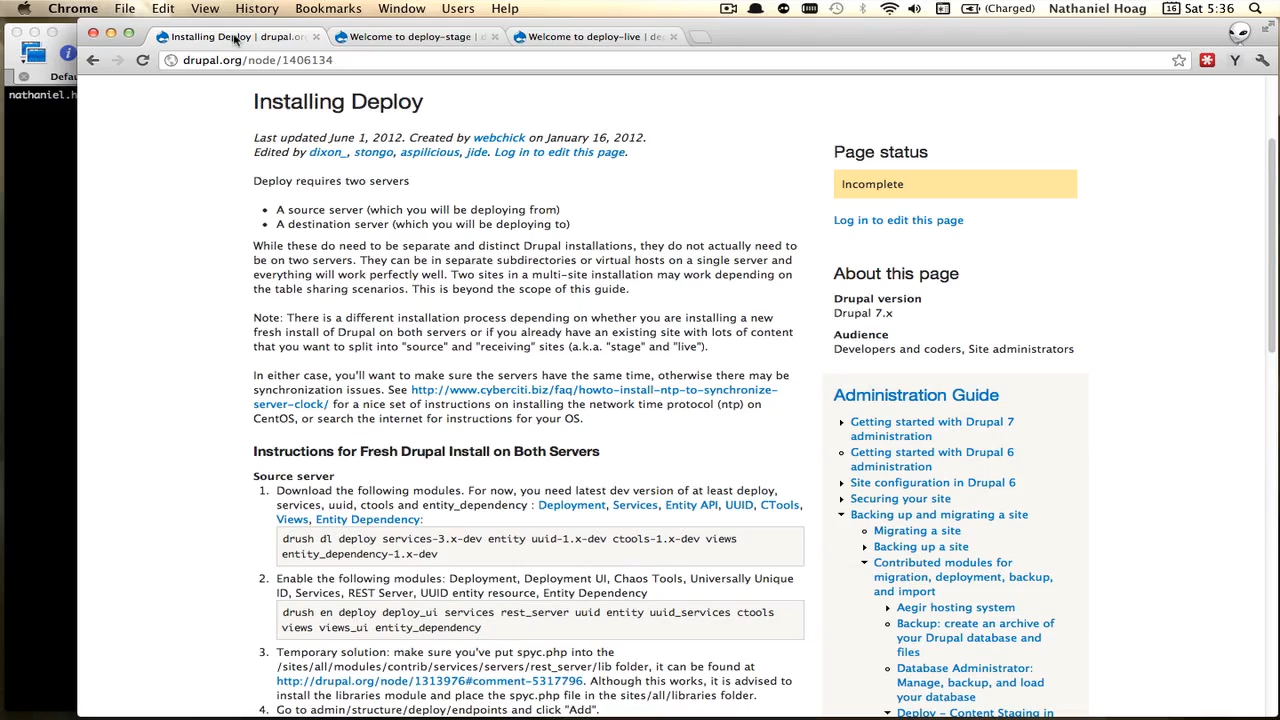 Chrome File Edit View History Bookmarks Window Users Help (Charged) Nathaniel Hoag Sat 5:36
Installing Deploy | drupal.or Welcome to deploy-stage | d Welcome to deploy-live | de
drupal.org/node/1406134
Defau
nathaniel.h
Installing Deploy
Last updated June 1, 2012. Created by webchick on January 16, 2012.
Edited by dixon_, stongo, aspilicious, jide. Log in to edit this page.
Deploy requires two servers
• A source server (which you will be deploying from)
• A destination server (which you will be deploying to)
While these do need to be separate and distinct Drupal installations, they do not actually need to
be on two servers. They can be in separate subdirectories or virtual hosts on a single server and
everything will work perfectly well. Two sites in a multi-site installation may work depending on
the table sharing scenarios. This is beyond the scope of this guide.
Note: There is a different installation process depending on whether you are installing a new
fresh install of Drupal on both servers or if you already have an existing site with lots of content
that you want to split into "source" and "receiving" sites (a.k.a. "stage" and "live").
In either case, you'll want to make sure the servers have the same time, otherwise there may be
synchronization issues. See http://www.cyberciti.biz/faq/howto-install-ntp-to-synchronize-
server-clock/ for a nice set of instructions on installing the network time protocol (ntp) on
CentOS, or search the internet for instructions for your OS.
Instructions for Fresh Drupal Install on Both Servers
Source server
1. Download the following modules. For now, you need latest dev version of at least deploy,
services, uuid, ctools and entity_dependency : Deployment, Services, Entity API, UUID, CTools,
Views, Entity Dependency:
drush dl deploy services-3.x-dev entity uuid-1.x-dev ctools-1.x-dev views
entity_dependency-1.x-dev
2. Enable the following modules: Deployment, Deployment UI, Chaos Tools, Universally Unique
ID, Services, REST Server, UUID entity resource, Entity Dependency
drush en deploy deploy_ui services rest_server uuid entity uuid_services ctools
views views_ui entity_dependency
3. Temporary solution: make sure you've put spyc.php into the
/sites/all/modules/contrib/services/servers/rest_server/lib folder, it can be found at
http://drupal.org/node/1313976#comment-5317796. Although this works, it is advised to
install the libraries module and place the spyc.php file in the sites/all/libraries folder.
4. Go to admin/structure/deploy/endpoints and click "Add".
Page status
Incomplete
Log in to edit this page
About this page
Drupal version
Drupal 7.x
Audience
Developers and coders, Site administrators
Administration Guide
Getting started with Drupal 7
administration
Getting started with Drupal 6
administration
Site configuration in Drupal 6
Securing your site
Backing up and migrating a site
Migrating a site
Backing up a site
Contributed modules for
migration, deployment, backup,
and import
Aegir hosting system
Backup: create an archive of
your Drupal database and
files
Database Administrator:
Manage, backup, and load
your database
Deploy – Content Staging in